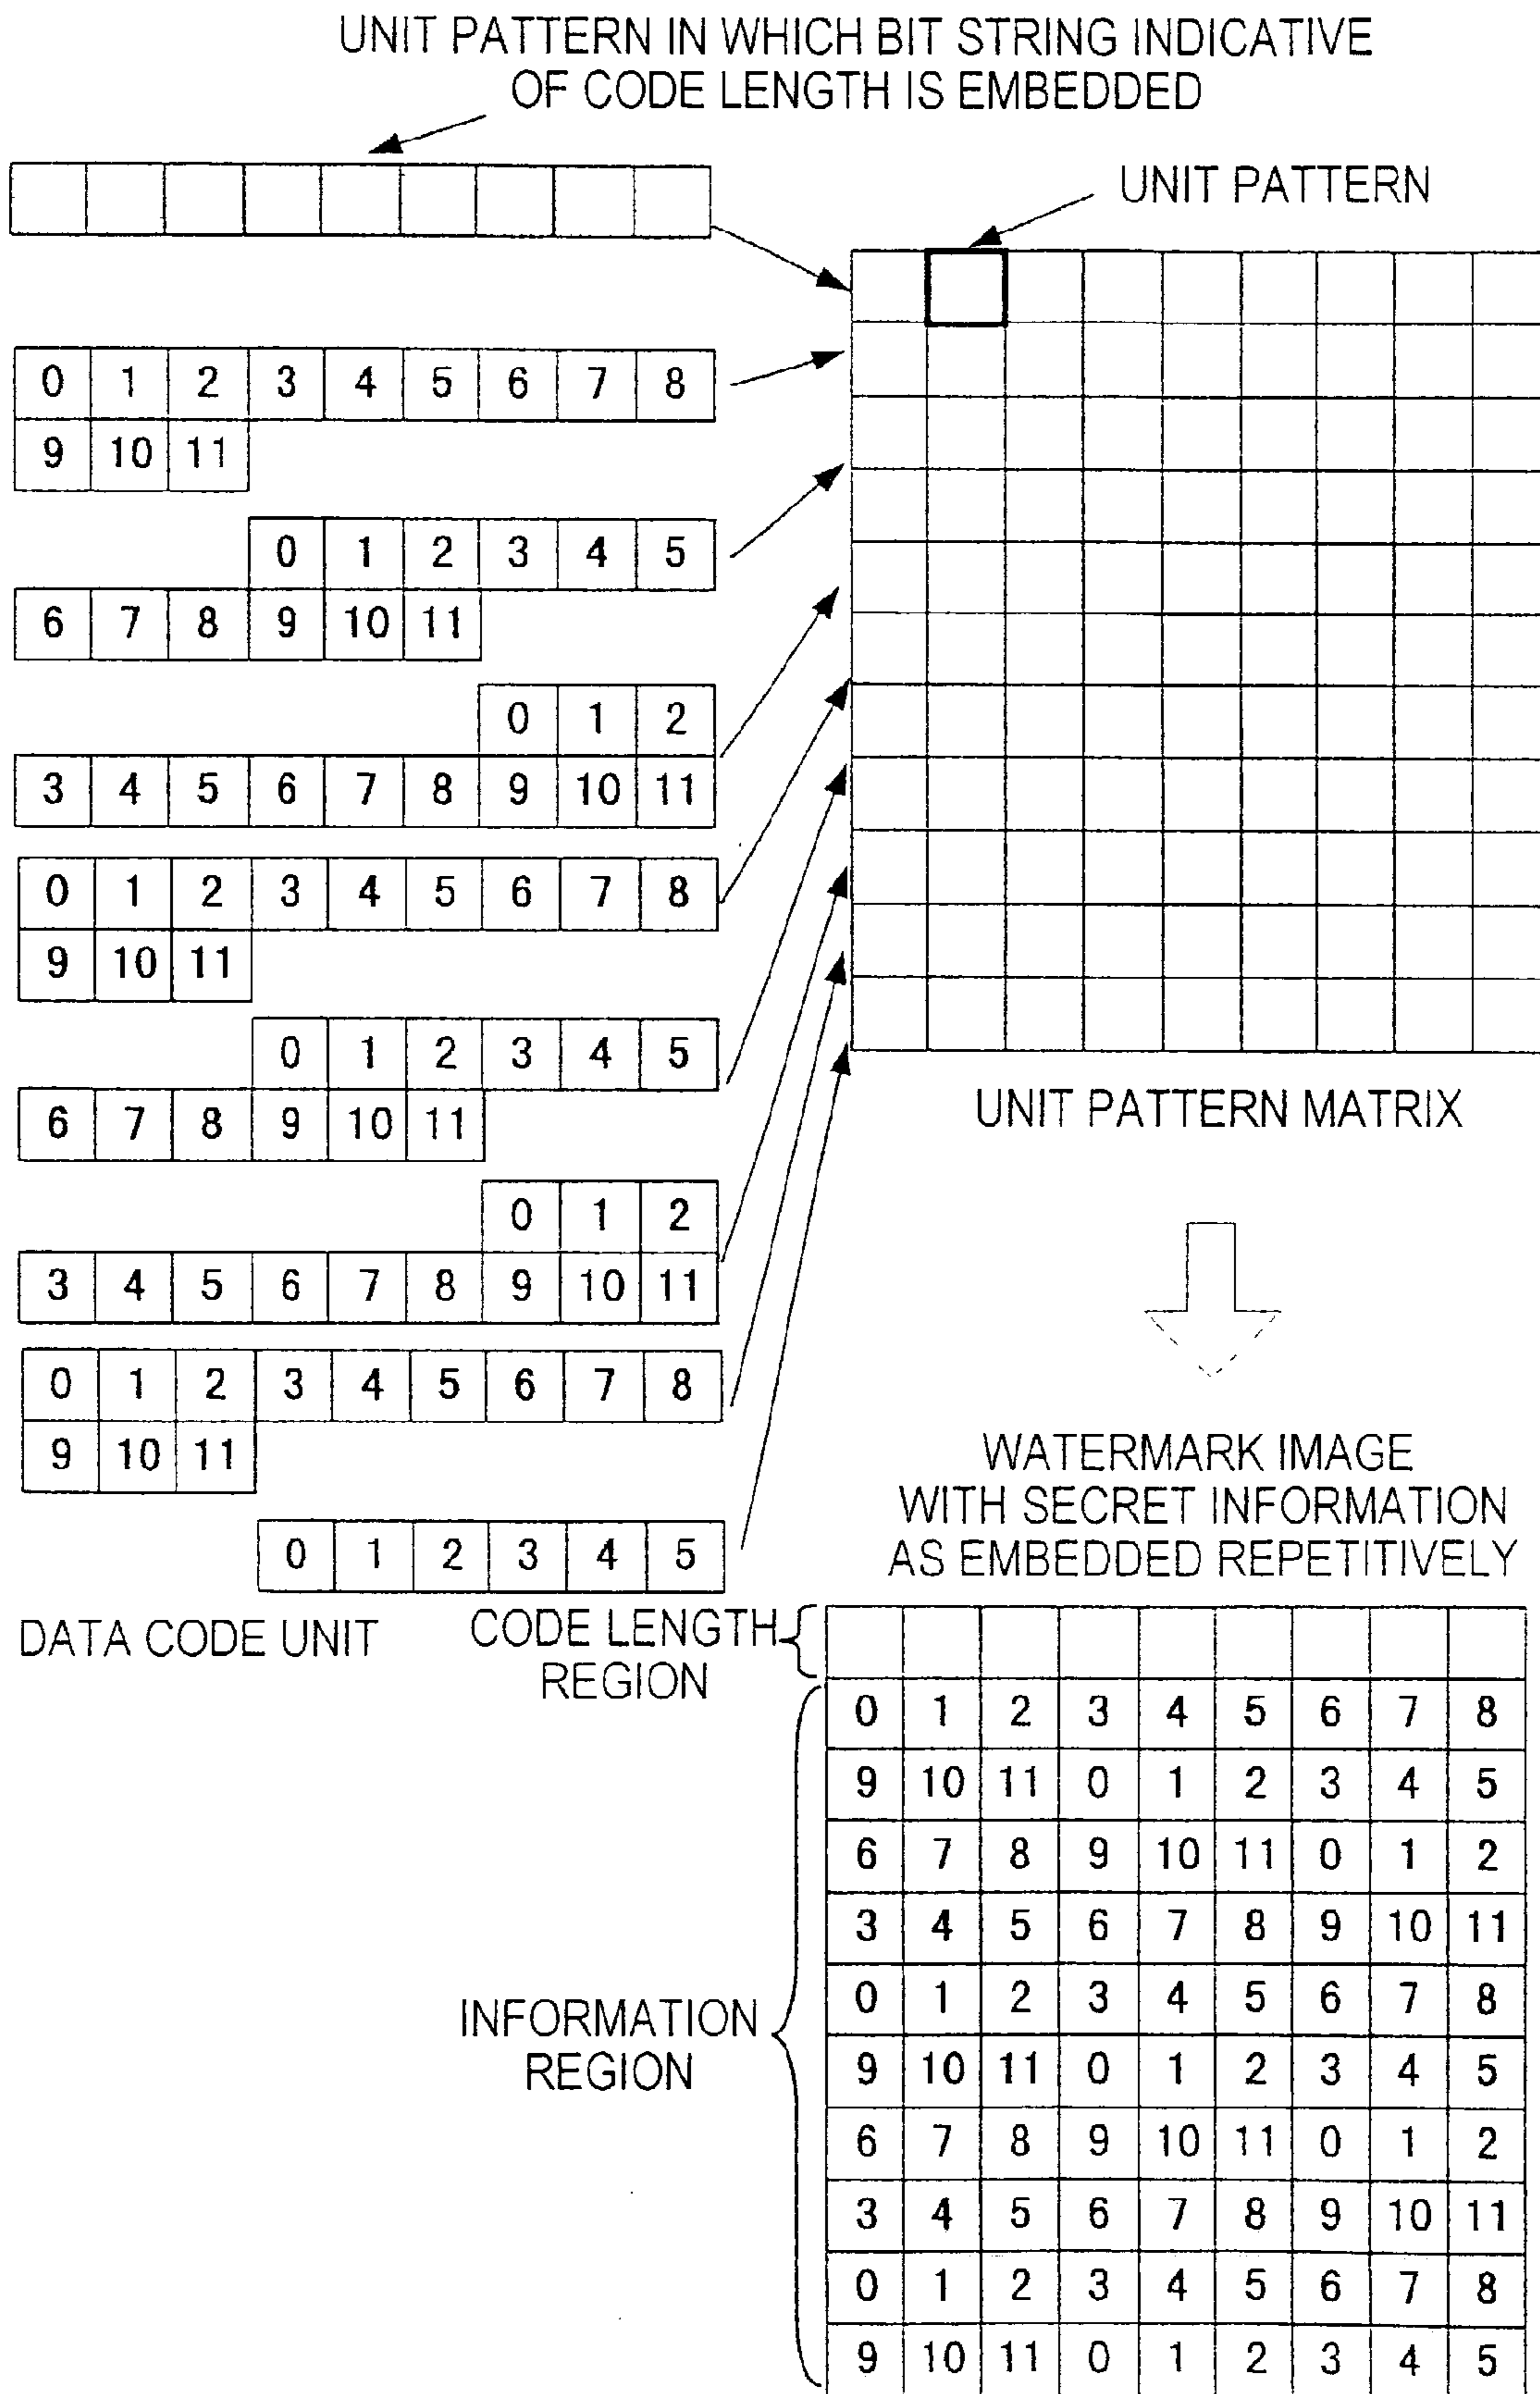 UNIT PATTERN IN WHICH BIT STRING INDICATIVE
OF CODE LENGTH IS EMBEDDED
UNIT PATTERN
0 1 2 3 4 5 6 7 8
9 10 11
0 1 2 3 4 5
6 7 8 9 10 11
0 1 2
3 4 5 6 7 8 9 10 11
0 1 2 3 4 5 6 7 8
9 10 11
0 1 2 3 4 5
6 7 8 9 10 11
0 1 2
3 4 5 6 7 8 9 10 11
0 1 2 3 4 5 6 7 8
9 10 11
0 1 2 3 4 5
DATA CODE UNIT
UNIT PATTERN MATRIX
WATERMARK IMAGE
WITH SECRET INFORMATION
AS EMBEDDED REPETITIVELY
CODE LENGTH
REGION
INFORMATION
REGION
0 1 2 3 4 5 6 7 8
9 10 11 0 1 2 3 4 5
6 7 8 9 10 11 0 1 2
3 4 5 6 7 8 9 10 11
0 1 2 3 4 5 6 7 8
9 10 11 0 1 2 3 4 5
6 7 8 9 10 11 0 1 2
3 4 5 6 7 8 9 10 11
0 1 2 3 4 5 6 7 8
9 10 11 0 1 2 3 4 5